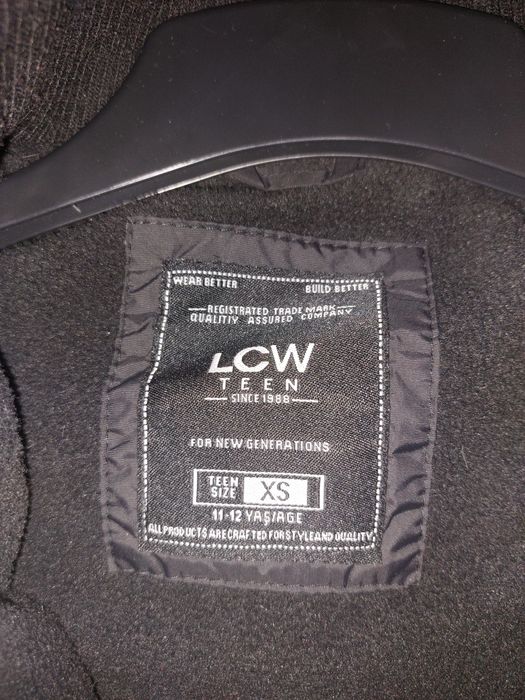 WEAR BETTER BUILD BETTER
REGISTRATED TRADE MARK
QUALITIY ASSURED COMPANY
LCW
TEEN
SINCE 1988
FOR NEW GENERATIONS
TEEN SIZE XS
11-12 YAŞ/AGE
ALL PRODUCTS ARE CRAFTED FOR STYLE AND QUALITY